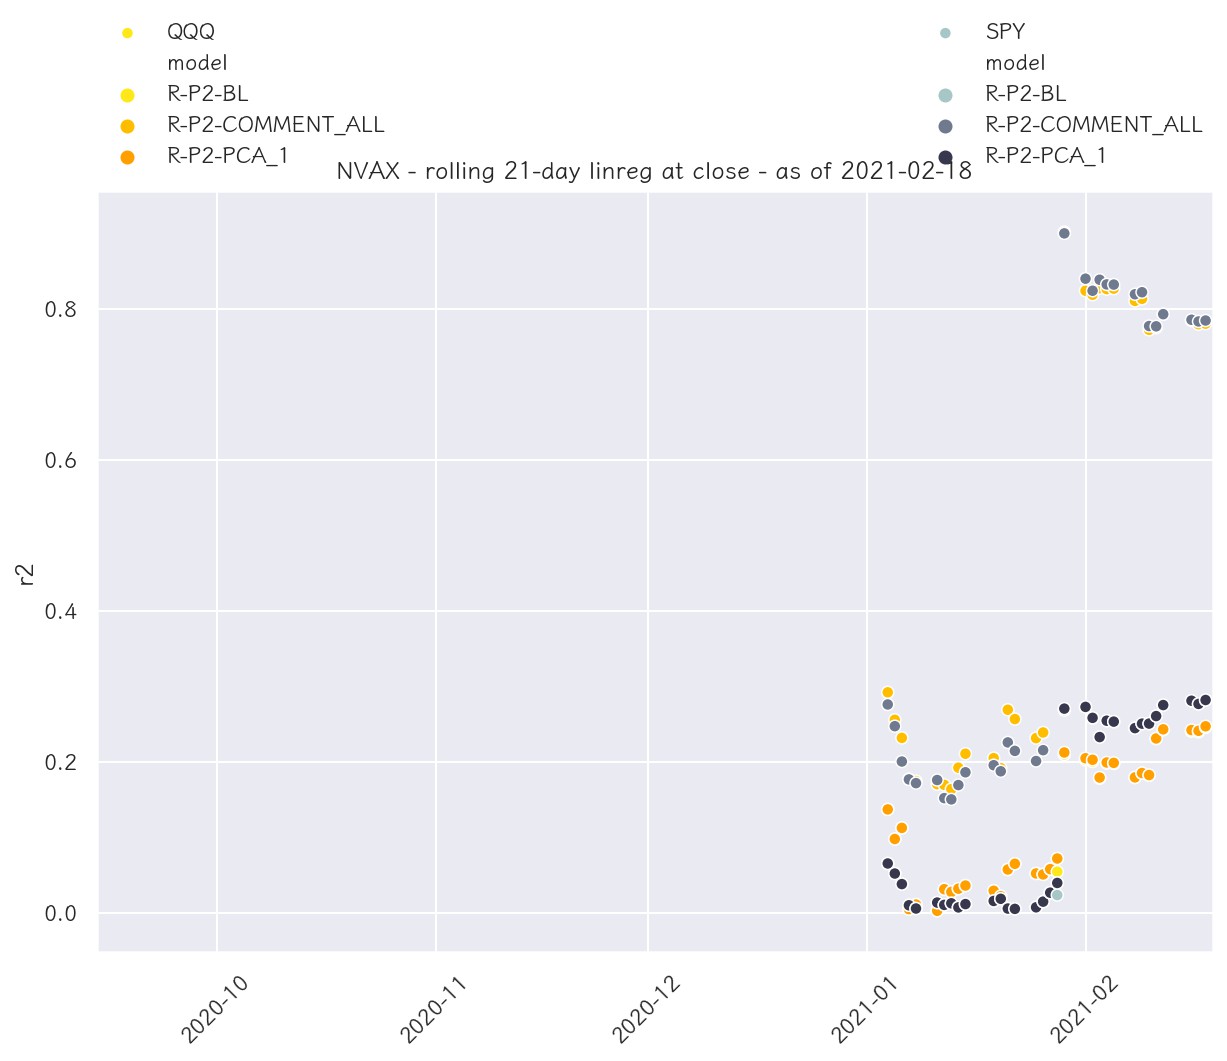 QQQ
model
R-P2-BL
R-P2-COMMENT_ALL
R-P2-PCA_1
SPY
model
R-P2-BL
R-P2-COMMENT_ALL
R-P2-PCA_1
NVAX - rolling 21-day linreg at close - as of 2021-02-18
r2
0.8
0.6
0.4
0.2
0.0
2020-10
2020-11
2020-12
2021-01
2021-02